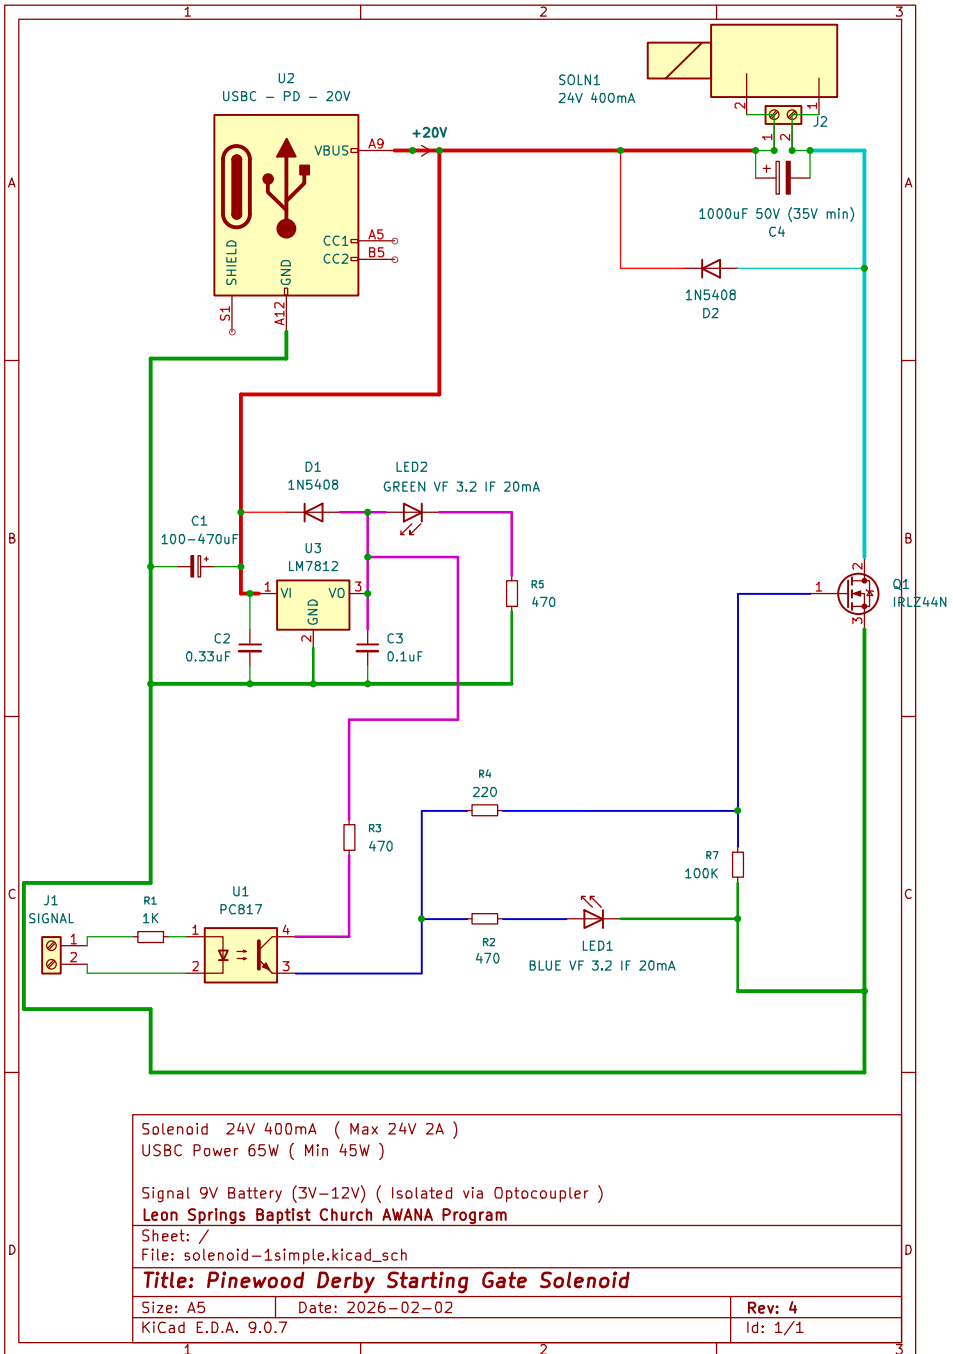 1 2 3
SOLN1
24V 400mA
2 1
J2
1 2
U2
USBC - PD - 20V
VBUS A9
+20V
CC1 A5
CC2 B5
SHIELD
GND
S1
A12
+
1000uF 50V (35V min)
C4
1N5408
D2
A A
D1
1N5408
LED2
GREEN VF 3.2 IF 20mA
C1
100-470uF
+
U3
LM7812
1 VI VO 3
GND
2
R5
470
C2
0.33uF
C3
0.1uF
2
1
Q1
IRLZ44N
3
B B
R4
220
R3
470
R7
100K
J1
SIGNAL
1
2
R1
1K
U1
PC817
1 4
2 3
R2
470
LED1
BLUE VF 3.2 IF 20mA
C C
Solenoid 24V 400mA ( Max 24V 2A )
USBC Power 65W ( Min 45W )
Signal 9V Battery (3V-12V) ( Isolated via Optocoupler )
Leon Springs Baptist Church AWANA Program
Sheet: /
File: solenoid-1simple.kicad_sch
Title: Pinewood Derby Starting Gate Solenoid
Size: A5 Date: 2026-02-02 Rev: 4
KiCad E.D.A. 9.0.7 Id: 1/1
D D
1 2 3